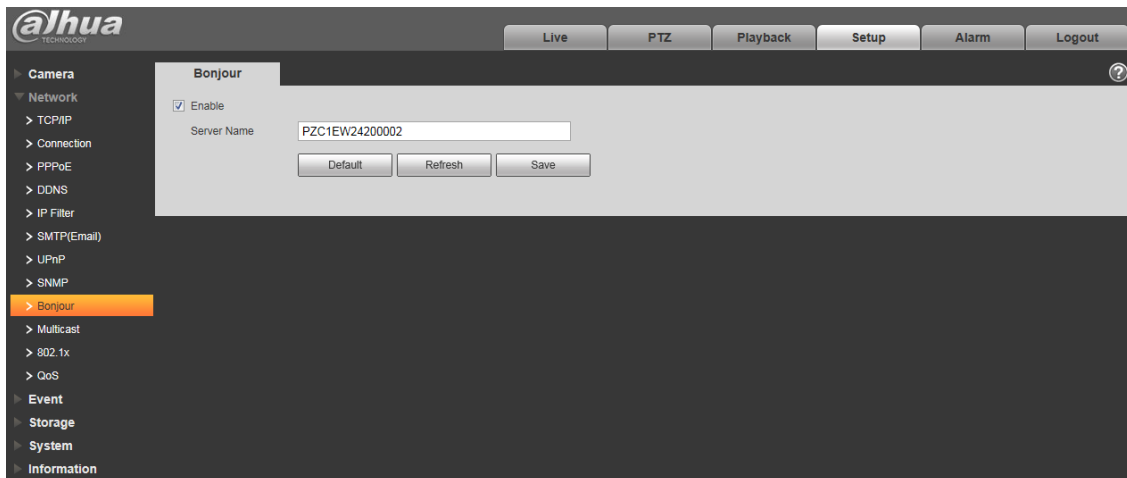 alhua
TECHNOLOGY
Live PTZ Playback Setup Alarm Logout
Camera
Network
> TCP/IP
> Connection
> PPPoE
> DDNS
> IP Filter
> SMTP(Email)
> UPnP
> SNMP
> Bonjour
> Multicast
> 802.1x
> QoS
Event
Storage
System
Information
Bonjour
?
Enable
Server Name PZC1EW24200002
Default Refresh Save